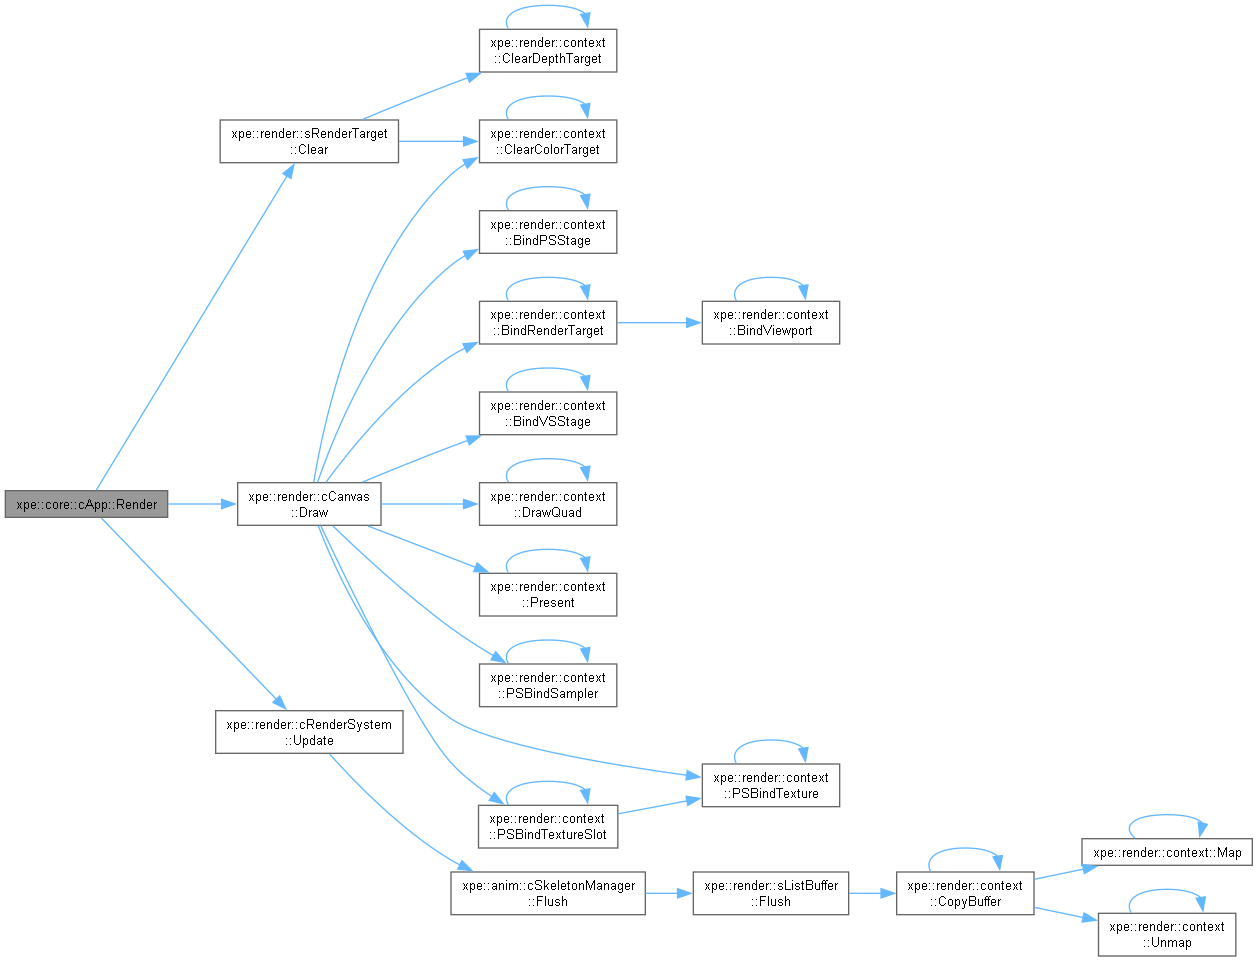 xpe::render::context
::ClearDepthTarget
xpe::render::sRenderTarget
::Clear
xpe::render::context
::ClearColorTarget
xpe::render::context
::BindPSStage
xpe::render::context
::BindRenderTarget
xpe::render::context
::BindViewport
xpe::render::context
::BindVSStage
xpe::core::cApp::Render
xpe::render::cCanvas
::Draw
xpe::render::context
::DrawQuad
xpe::render::context
::Present
xpe::render::context
::PSBindSampler
xpe::render::cRenderSystem
::Update
xpe::render::context
::PSBindTexture
xpe::render::context
::PSBindTextureSlot
xpe::render::context::Map
xpe::anim::cSkeletonManager
::Flush
xpe::render::sListBuffer
::Flush
xpe::render::context
::CopyBuffer
xpe::render::context
::Unmap